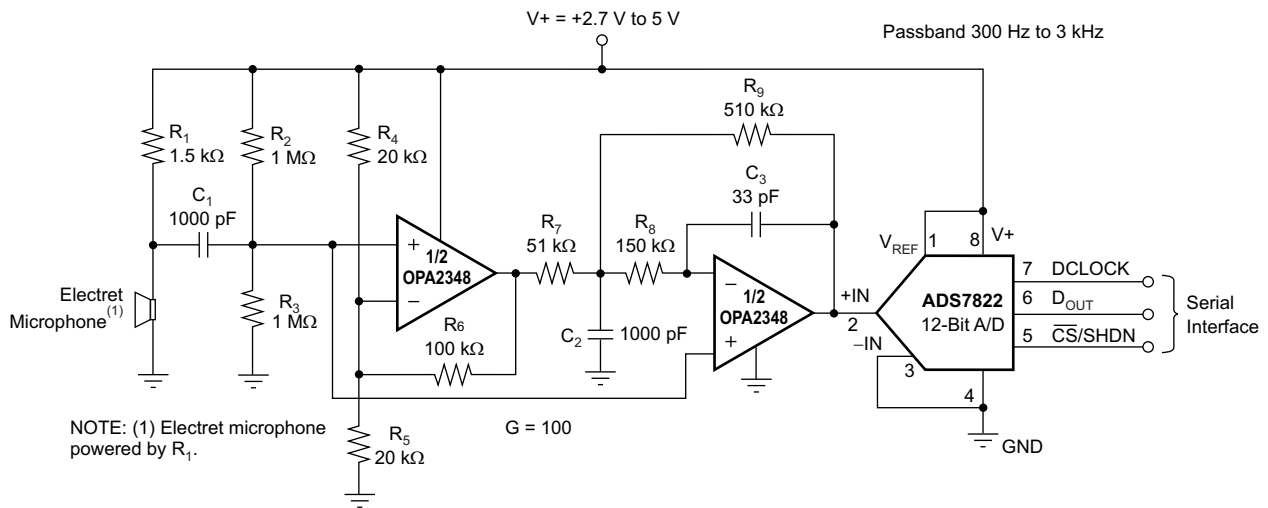 V+ = +2.7 V to 5 V
Passband 300 Hz to 3 kHz
R9
510 kΩ
R1
1.5 kΩ
R2
1 MΩ
R4
20 kΩ
C3
33 pF
C1
1000 pF
R7
51 kΩ
R8
150 kΩ
VREF
1
8
V+
+
1/2
OPA2348
−
−
1/2
OPA2348
+
+IN
2
−IN
3
ADS7822
12-Bit A/D
7
DCLOCK
6
DOUT
5
CS/SHDN
4
Serial
Interface
Electret
Microphone(1)
R3
1 MΩ
R6
100 kΩ
C2
1000 pF
NOTE: (1) Electret microphone
powered by R1.
R5
20 kΩ
G = 100
GND